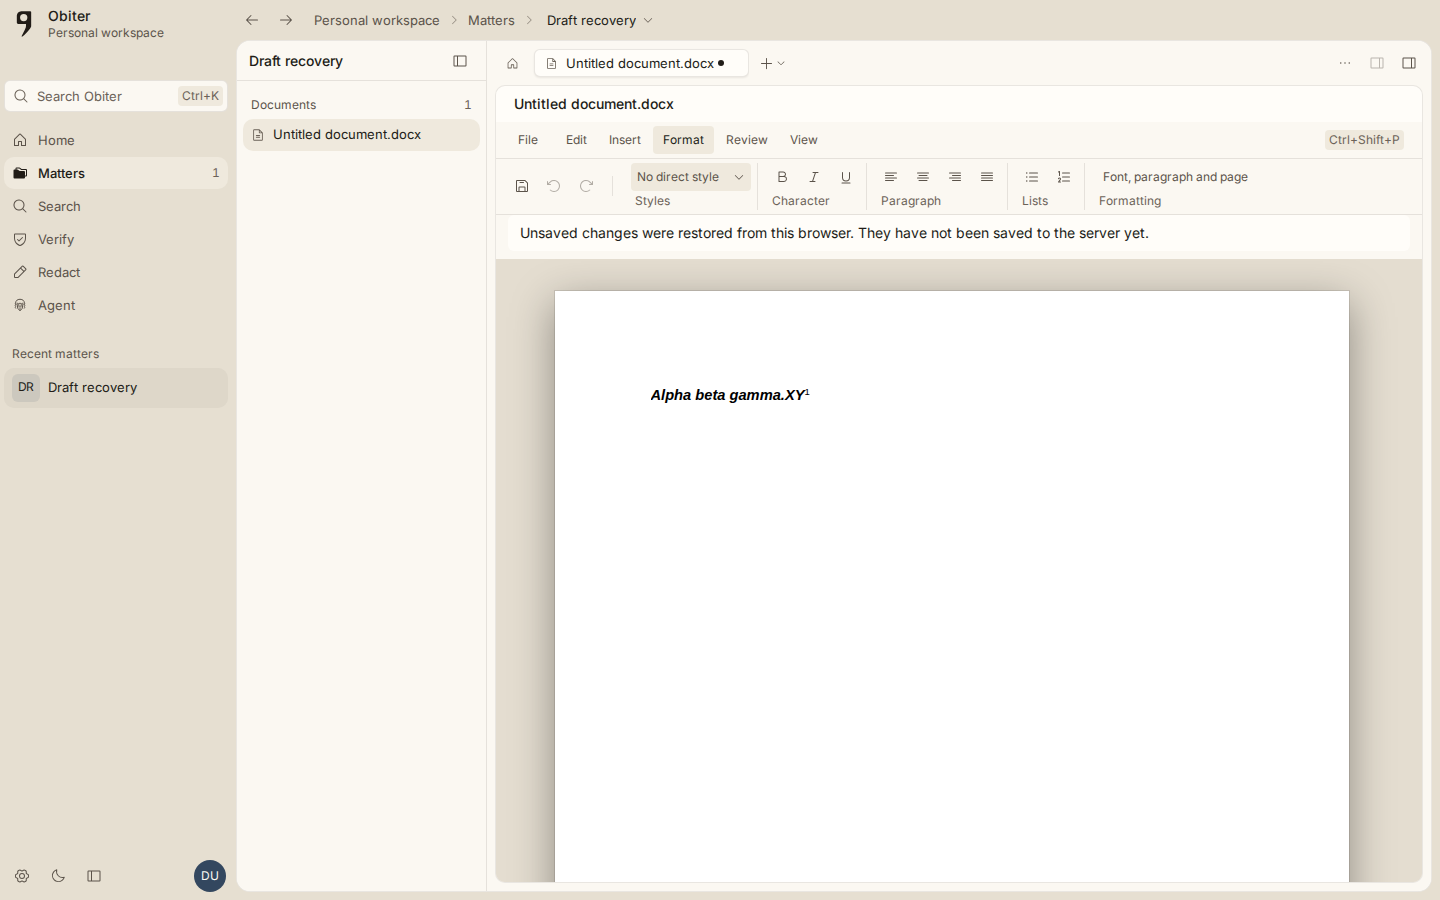 Obiter
Personal workspace
Search Obiter Ctrl+K
Home
Matters 1
Search
Verify
Redact
Agent
Recent matters
DR Draft recovery
DU
Personal workspace Matters Draft recovery
Draft recovery
Documents 1
Untitled document.docx
Untitled document.docx
Untitled document.docx
File Edit Insert Format Review View Ctrl+Shift+P
No direct style B I U Font, paragraph and page
Styles Character Paragraph Lists Formatting
Unsaved changes were restored from this browser. They have not been saved to the server yet.
Alpha beta gamma.XY¹